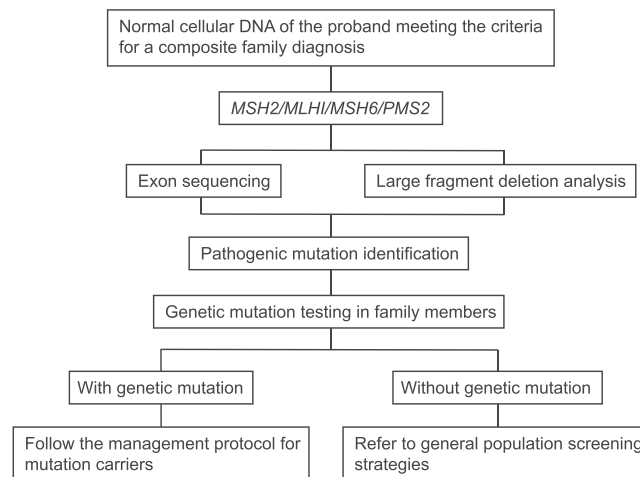 Normal cellular DNA of the proband meeting the criteria
for a composite family diagnosis
MSH2/MLHI/MSH6/PMS2
Exon sequencing
Large fragment deletion analysis
Pathogenic mutation identification
Genetic mutation testing in family members
With genetic mutation
Without genetic mutation
Follow the management protocol for
mutation carriers
Refer to general population screening
strategies